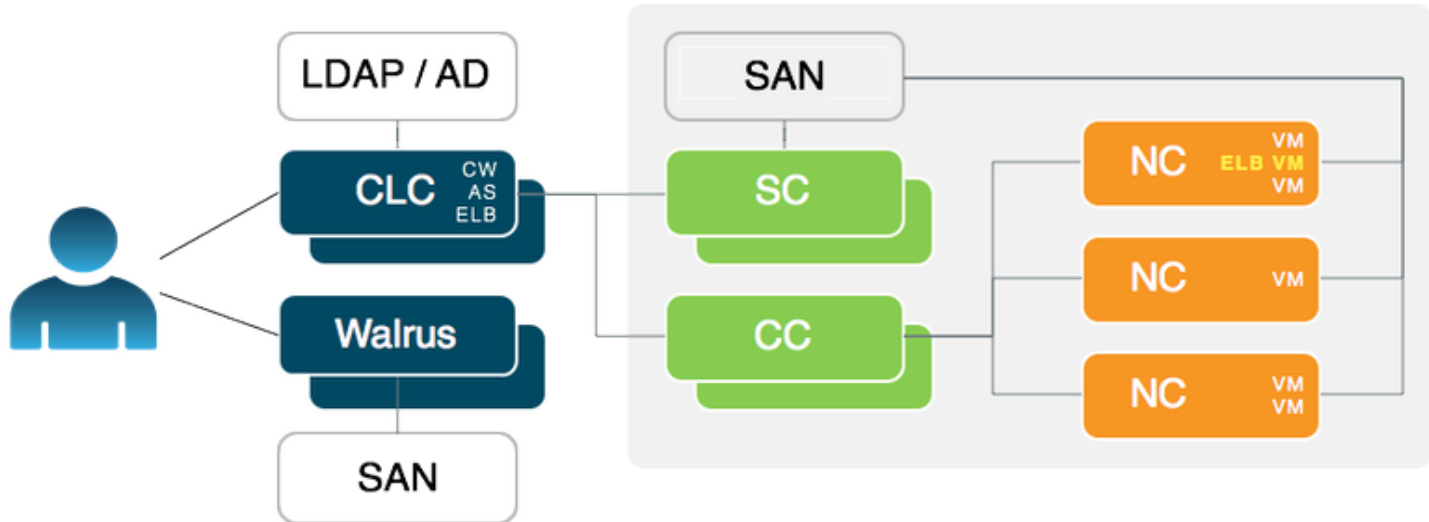 LDAP / AD
CLC
CW
AS
ELB
Walrus
SAN
SAN
SC
CC
NC
VM
ELB VM
VM
NC
VM
NC
VM
VM